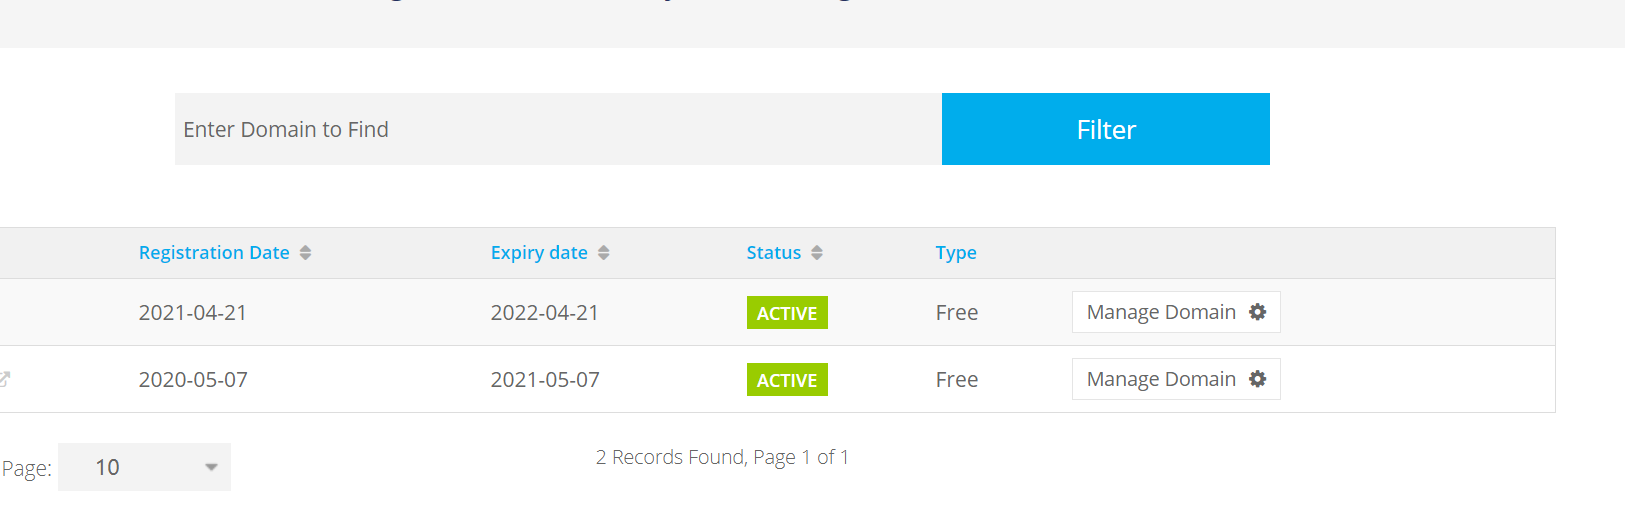 Enter Domain to Find
Filter
Registration Date Expiry date Status Type
2021-04-21 2022-04-21 ACTIVE Free Manage Domain
2020-05-07 2021-05-07 ACTIVE Free Manage Domain
Page: 10
2 Records Found, Page 1 of 1